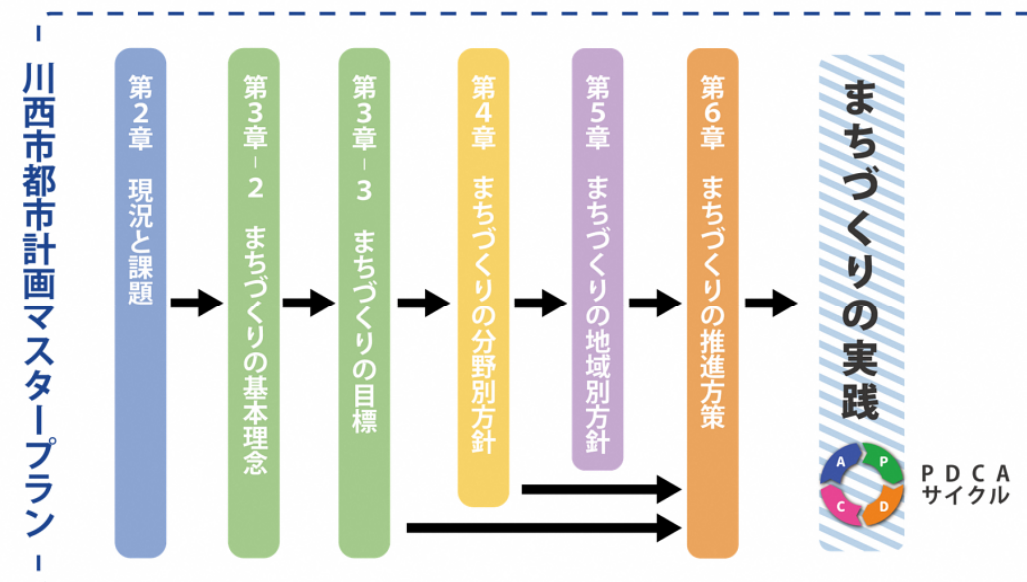 川西市都市計画マスタープラン
第2章 現況と課題
第3章-2 まちづくりの基本理念
第3章-3 まちづくりの目標
第4章 まちづくりの分野別方針
第5章 まちづくりの地域別方針
第6章 まちづくりの推進方策
まちづくりの実践
A P
C D
PDCA
サイクル